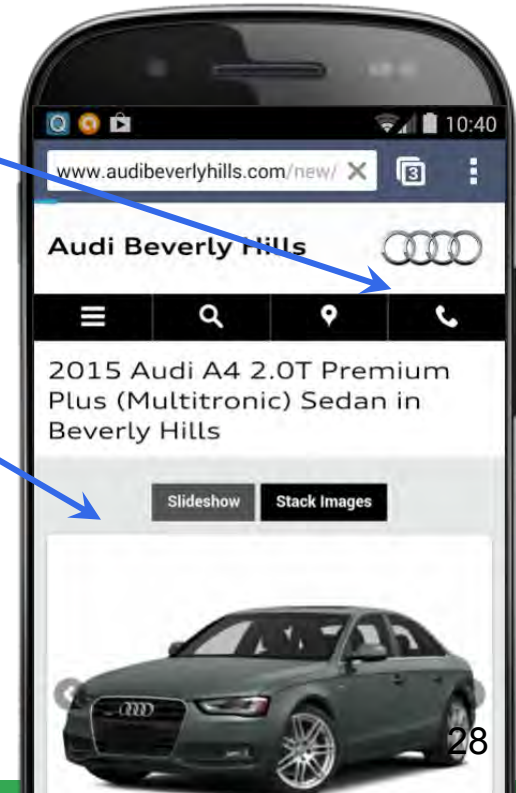 10:40
www.audibeverlyhills.com/new/
3
Audi Beverly Hills
2015 Audi A4 2.0T Premium
Plus (Multitronic) Sedan in
Beverly Hills
Slideshow Stack Images
28